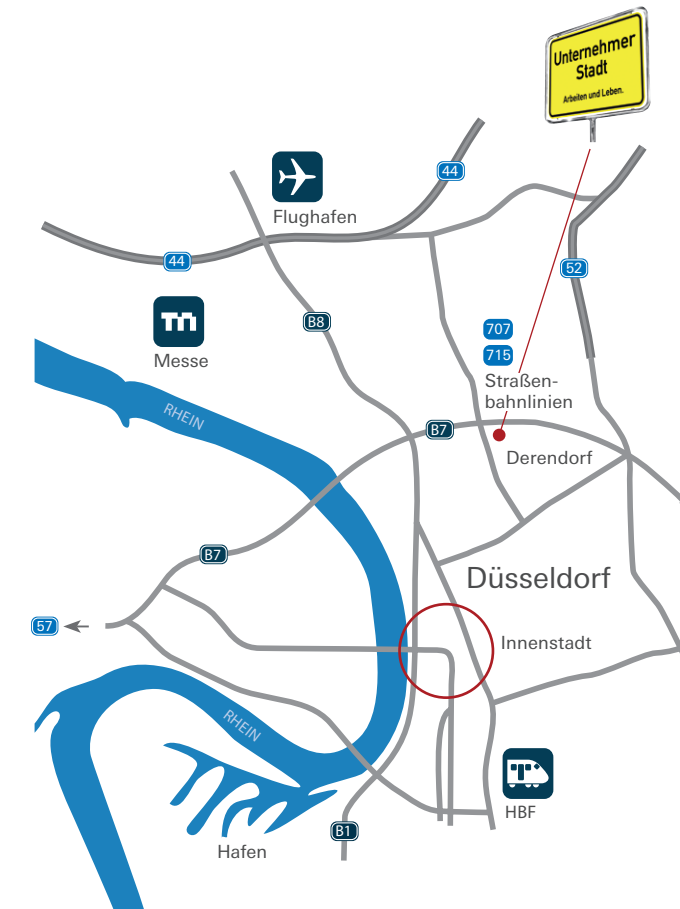 Unternehmer
Stadt
Arbeiten und Leben.
44
Flughafen
44
52
B8
707
715
Messe
Straßen-
bahnlinien
RHEIN
B7
Derendorf
B7
Düsseldorf
57
Innenstadt
RHEIN
HBF
B1
Hafen